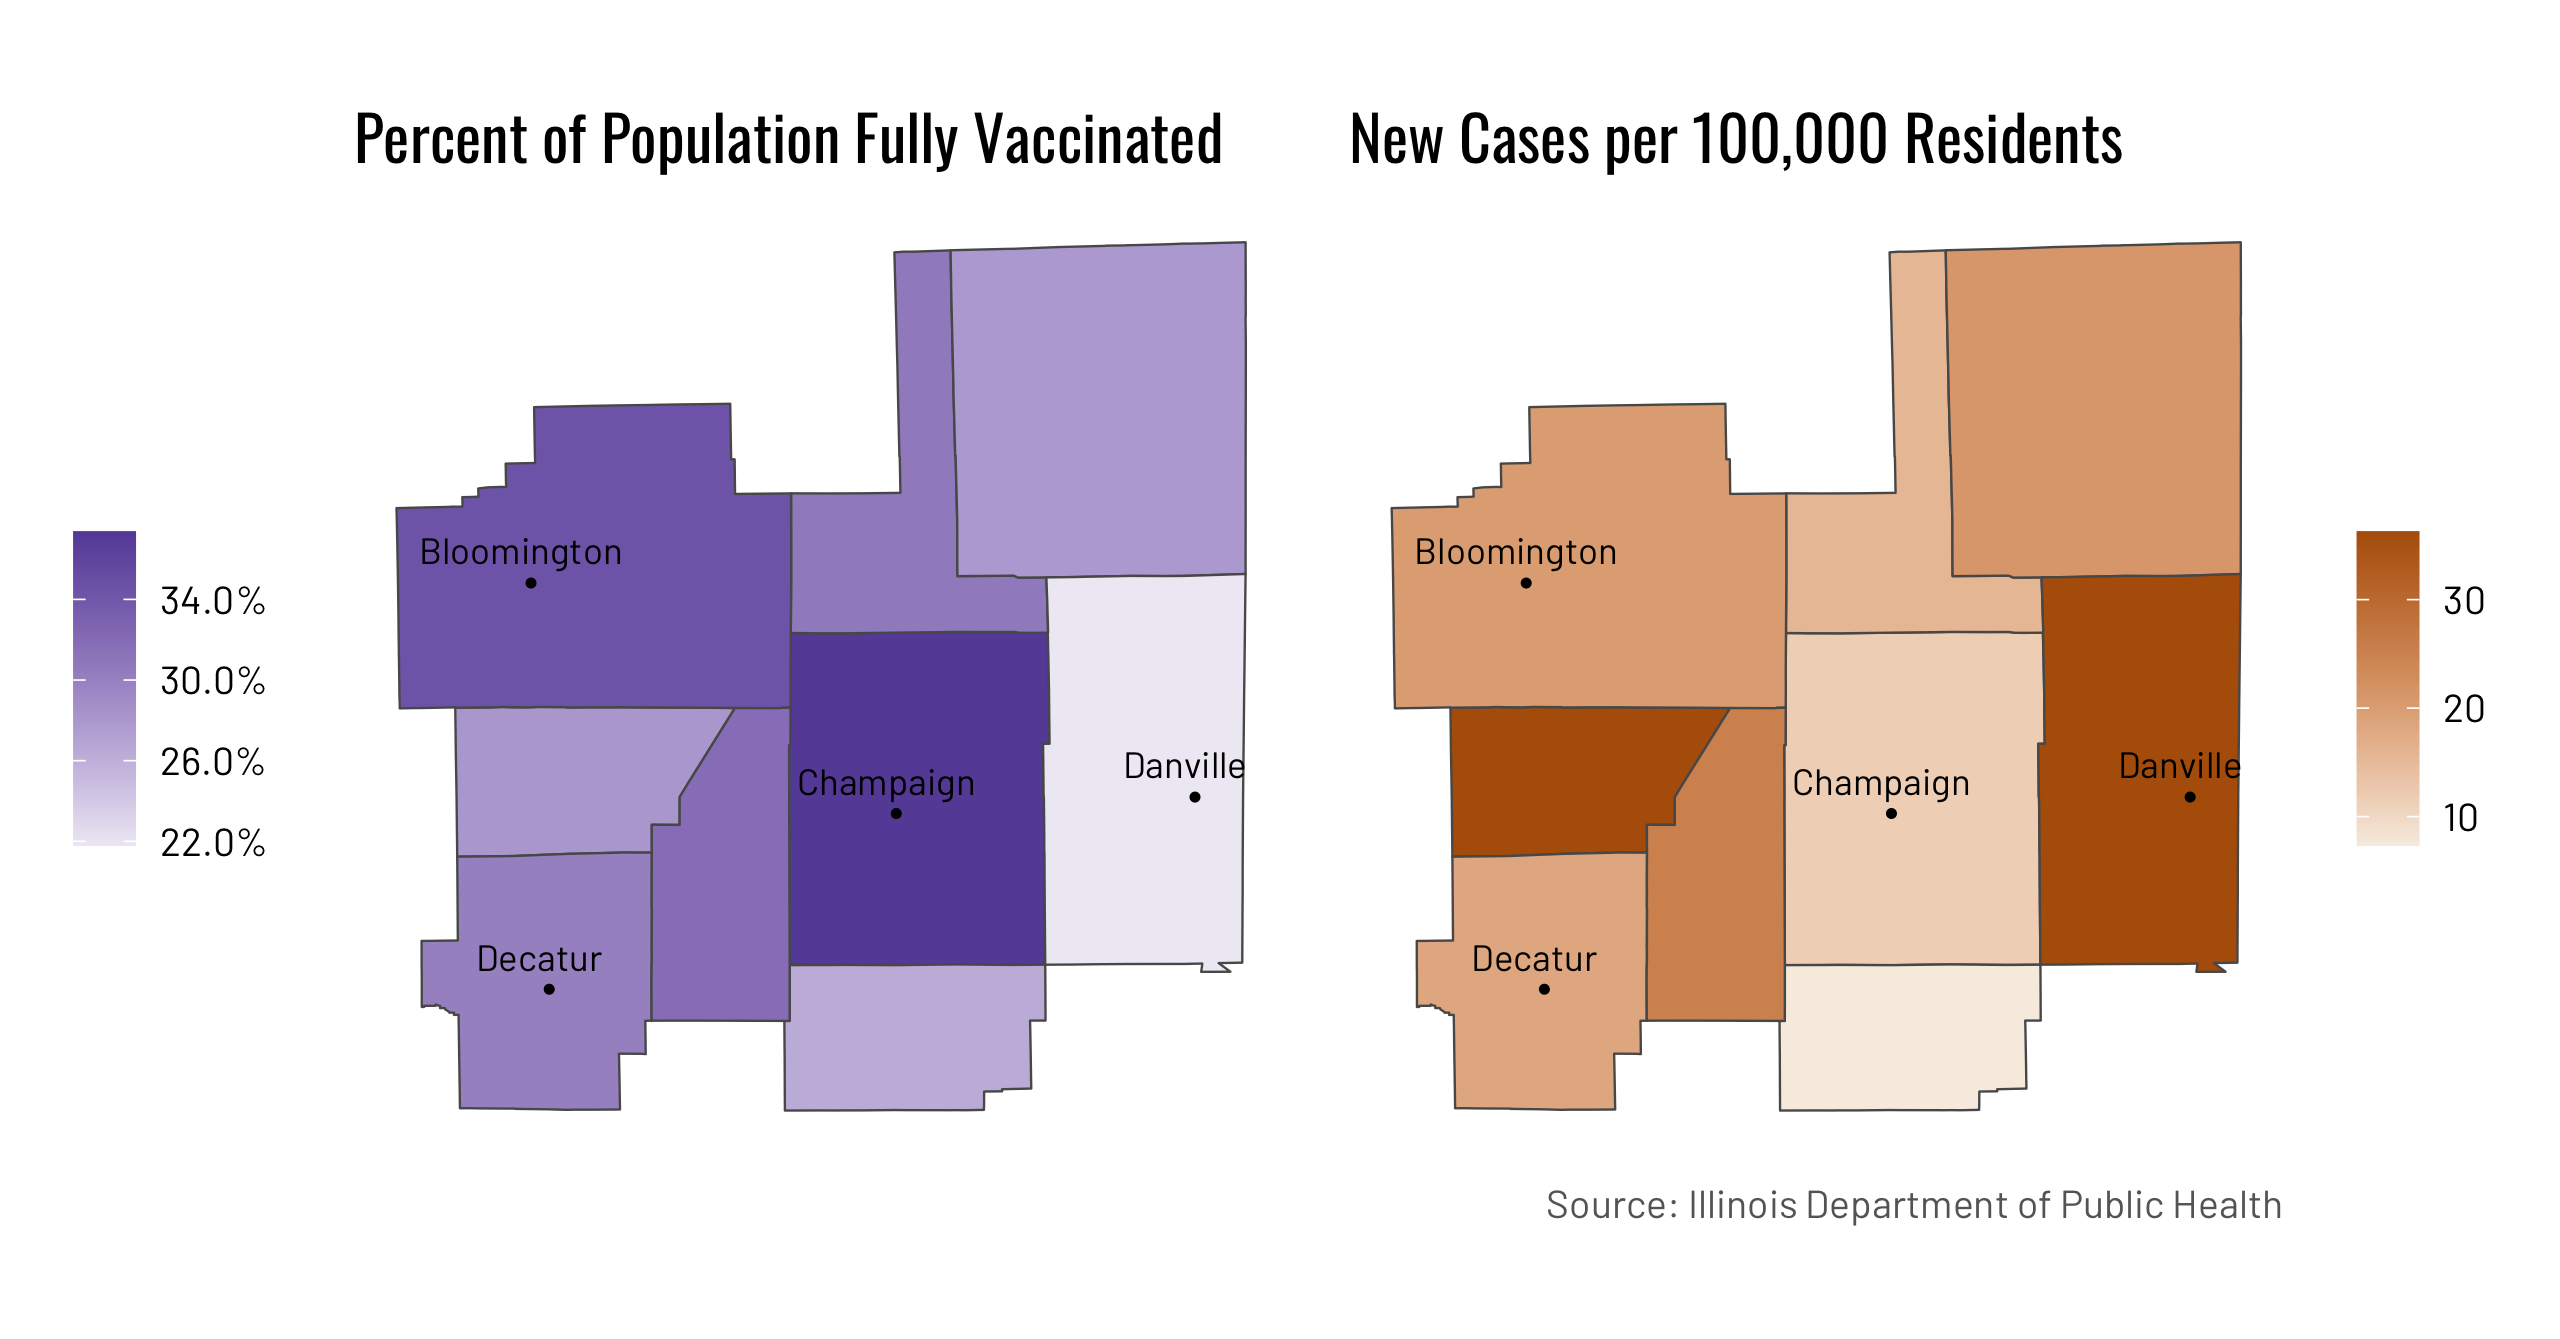 Percent of Population Fully Vaccinated
New Cases per 100,000 Residents
34.0%
30.0%
26.0%
22.0%
Bloomington
Champaign
Danville
Decatur
Bloomington
Champaign
Danville
Decatur
30
20
10
Source: Illinois Department of Public Health